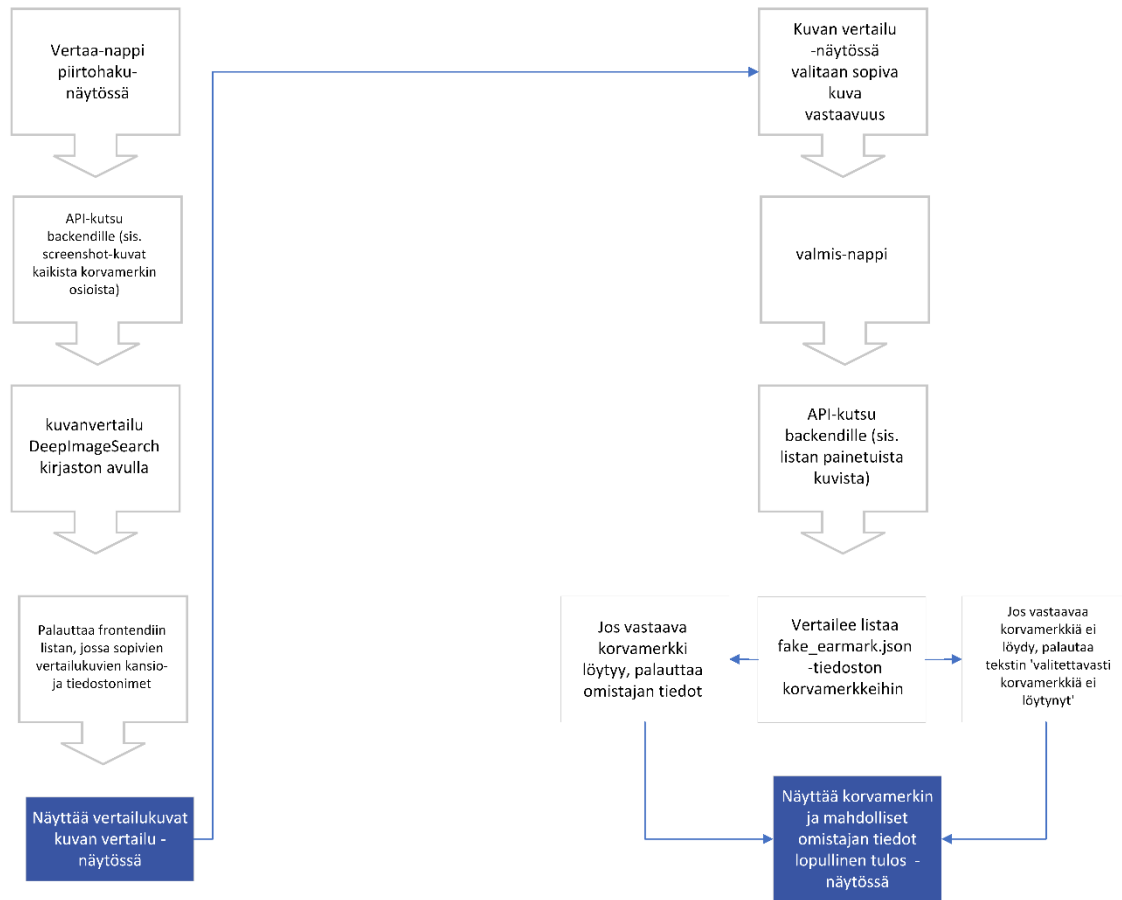 Vertaa-nappi
piirtohaku-
näytössä
API-kutsu
backendille (sis.
screenshot-kuvat
kaikista korvamerkin
osioista)
kuvanvertailu
DeepImageSearch
kirjaston avulla
Palauttaa frontendiin
listan, jossa sopivien
vertailukuvien kansio-
ja tiedostonimet
Näyttää vertailukuvat
kuvan vertailu -
näytössä
Kuvan vertailu
-näytössä
valitaan sopiva
kuva
vastaavuus
valmis-nappi
API-kutsu
backendille (sis.
listan painetuista
kuvista)
Vertailee listaa
fake_earmark.json
-tiedoston
korvamerkkeihin
Jos vastaava
korvamerkki
löytyy, palauttaa
omistajan tiedot
Jos vastaavaa
korvamerkkiä ei
löydy, palautaa
tekstin 'valitettavasti
korvamerkkiä ei
löytynyt'
Näyttää korvamerkin
ja mahdolliset
omistajan tiedot
lopullinen tulos -
näytössä